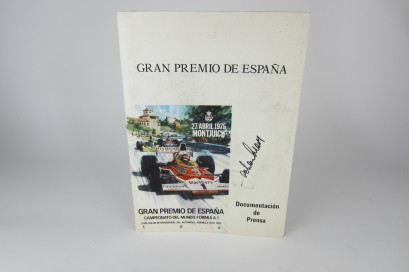 GRAN PREMIO DE ESPAÑA
27 ABRIL 1975
MONTJUICH
Marlboro
GRAN PREMIO DE ESPAÑA
CAMPEONATO DEL MUNDO FORMULA 1
Documentación
de
Prensa